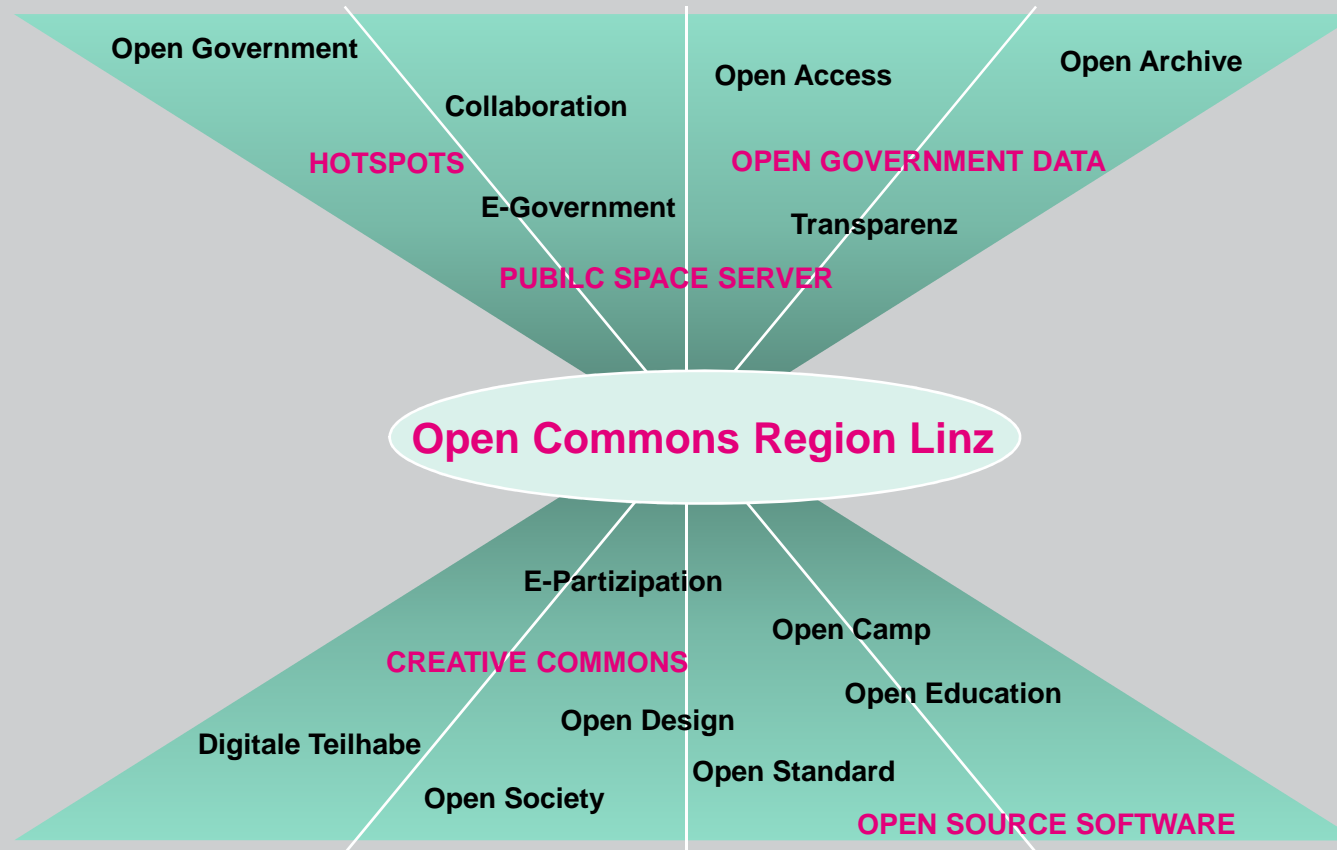 Open Government
Open Archive
Open Access
Collaboration
HOTSPOTS
OPEN GOVERNMENT DATA
E-Government
Transparenz
PUBILC SPACE SERVER
Open Commons Region Linz
E-Partizipation
Open Camp
CREATIVE COMMONS
Open Education
Open Design
Digitale Teilhabe
Open Standard
Open Society
OPEN SOURCE SOFTWARE